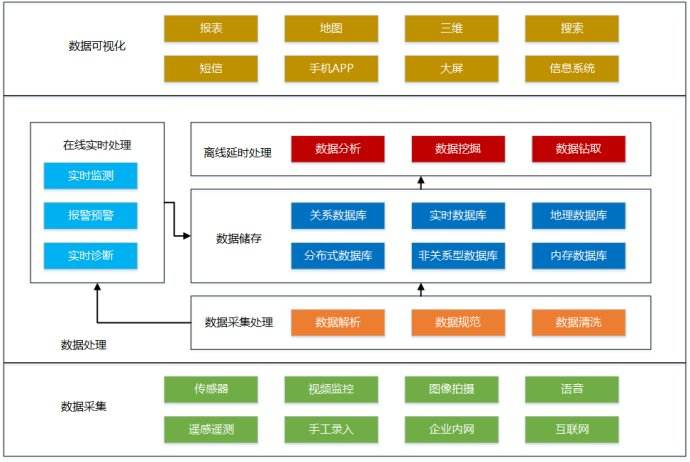 数据可视化
报表 地图 三维 搜索
短信 手机APP 大屏 信息系统
在线实时处理
实时监测
报警预警
实时诊断
离线延时处理 数据分析 数据挖掘 数据钻取
数据储存
关系数据库 实时数据库 地理数据库
分布式数据库 非关系型数据库 内存数据库
数据采集处理 数据解析 数据规范 数据清洗
数据处理
数据采集
传感器 视频监控 图像拍摄 语音
遥感遥测 手工录入 企业内网 互联网